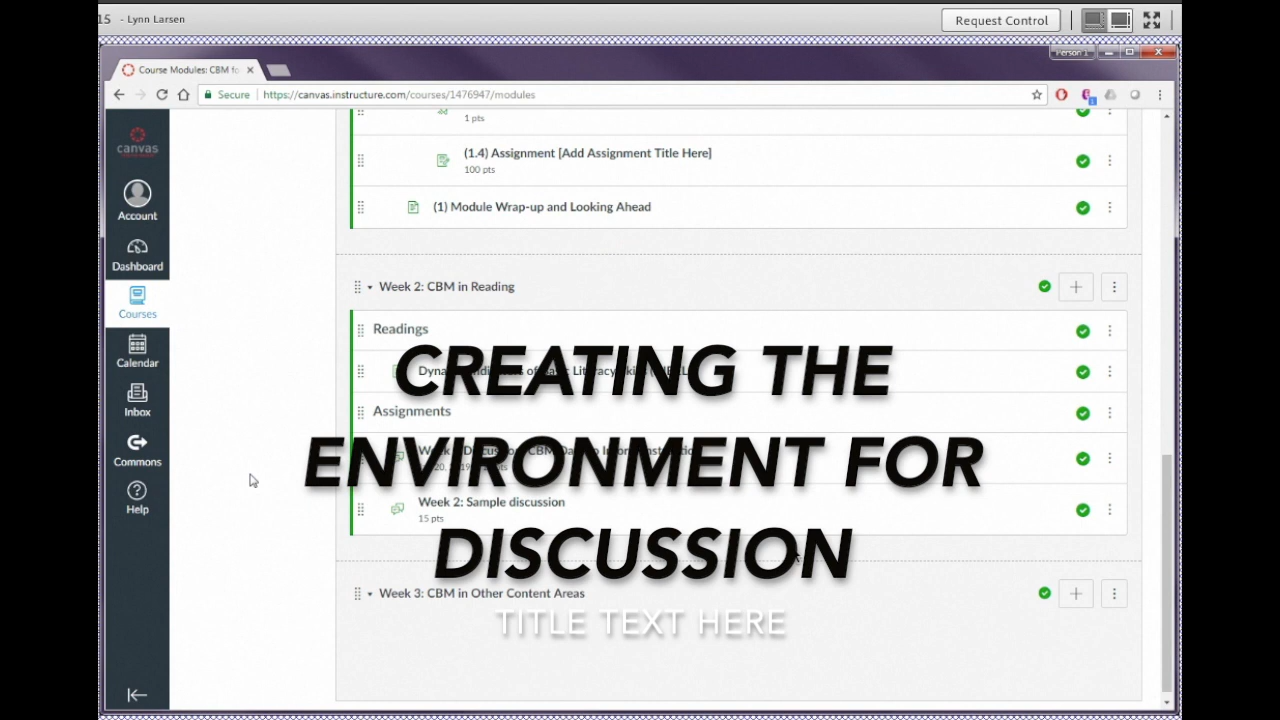 15 - Lynn Larsen
Request Control
Person 1
Course Modules: CBM fo
Secure
https://canvas.instructure.com/courses/1476947/modules
canvas
Account
Dashboard
Courses
Calendar
Inbox
Commons
Help
1 pts
(1.4) Assignment [Add Assignment Title Here]
100 pts
(1) Module Wrap-up and Looking Ahead
Week 2: CBM in Reading
Readings
Assignments
Week 2: Sample discussion
15 pts
Week 3: CBM in Other Content Areas
CREATING THE
ENVIRONMENT FOR
DISCUSSION
TITLE TEXT HERE